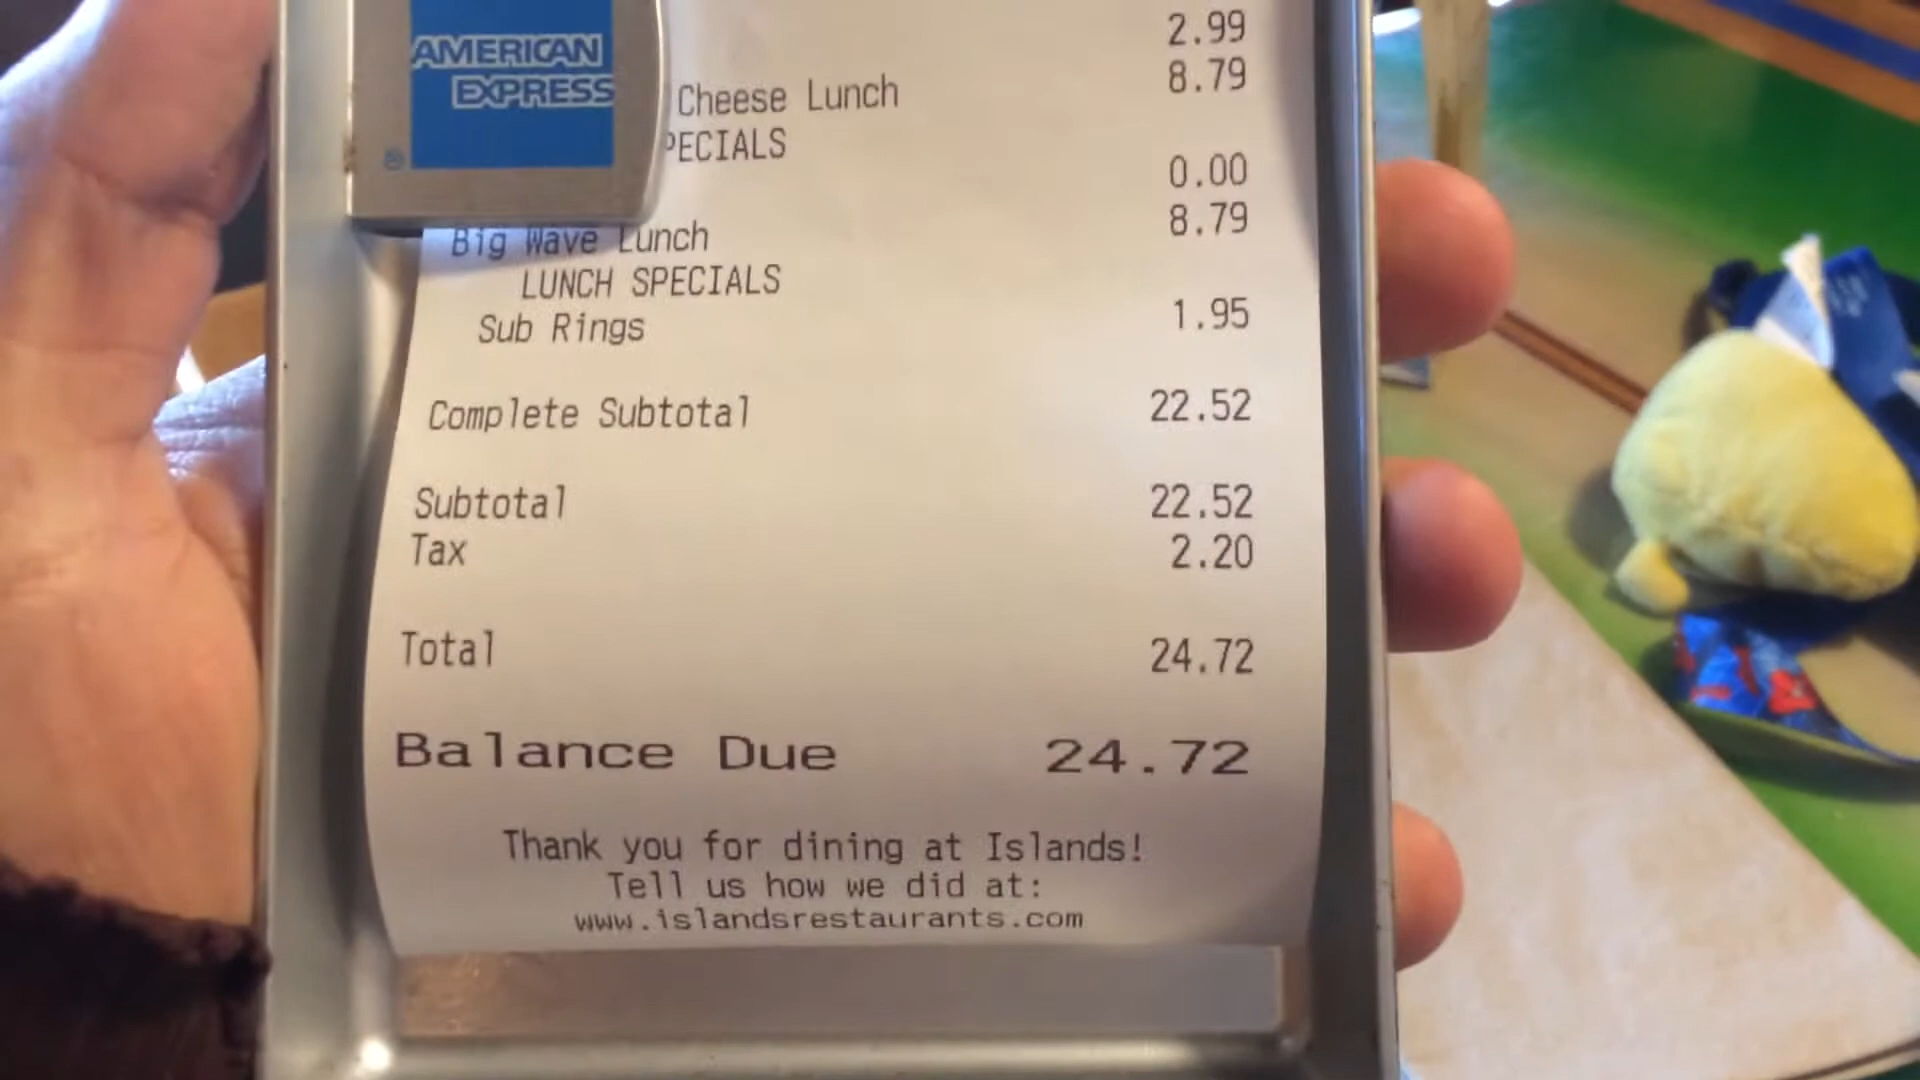 AMERICAN
EXPRESS
®
2.99
Cheese Lunch 8.79
PECIALS
0.00
Big Wave Lunch 8.79
LUNCH SPECIALS
Sub Rings 1.95
Complete Subtotal 22.52
Subtotal 22.52
Tax 2.20
Total 24.72
Balance Due 24.72
Thank you for dining at Islands!
Tell us how we did at:
www.islandsrestaurants.com